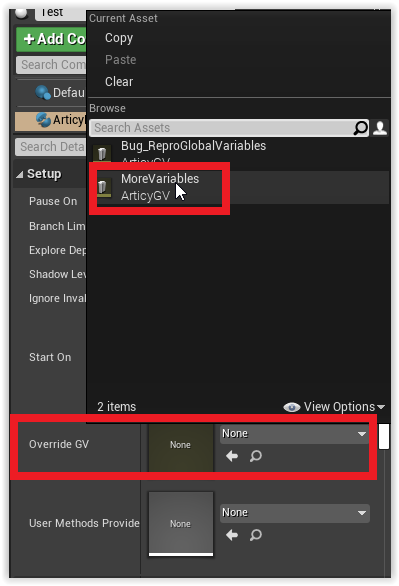 Test
Current Asset
Copy
+ Add Co
Paste
Search Com
Clear
Defau
Browse
Search Assets
Articy
Search Deta
Bug_ReproGlobalVariables
ArticyGV
Setup
MoreVariables
ArticyGV
Pause On
Branch Lim
Explore Dep
Shadow Lev
Ignore Inval
Start On
2 items
View Options
Override GV
None
None
User Methods Provide
None
None